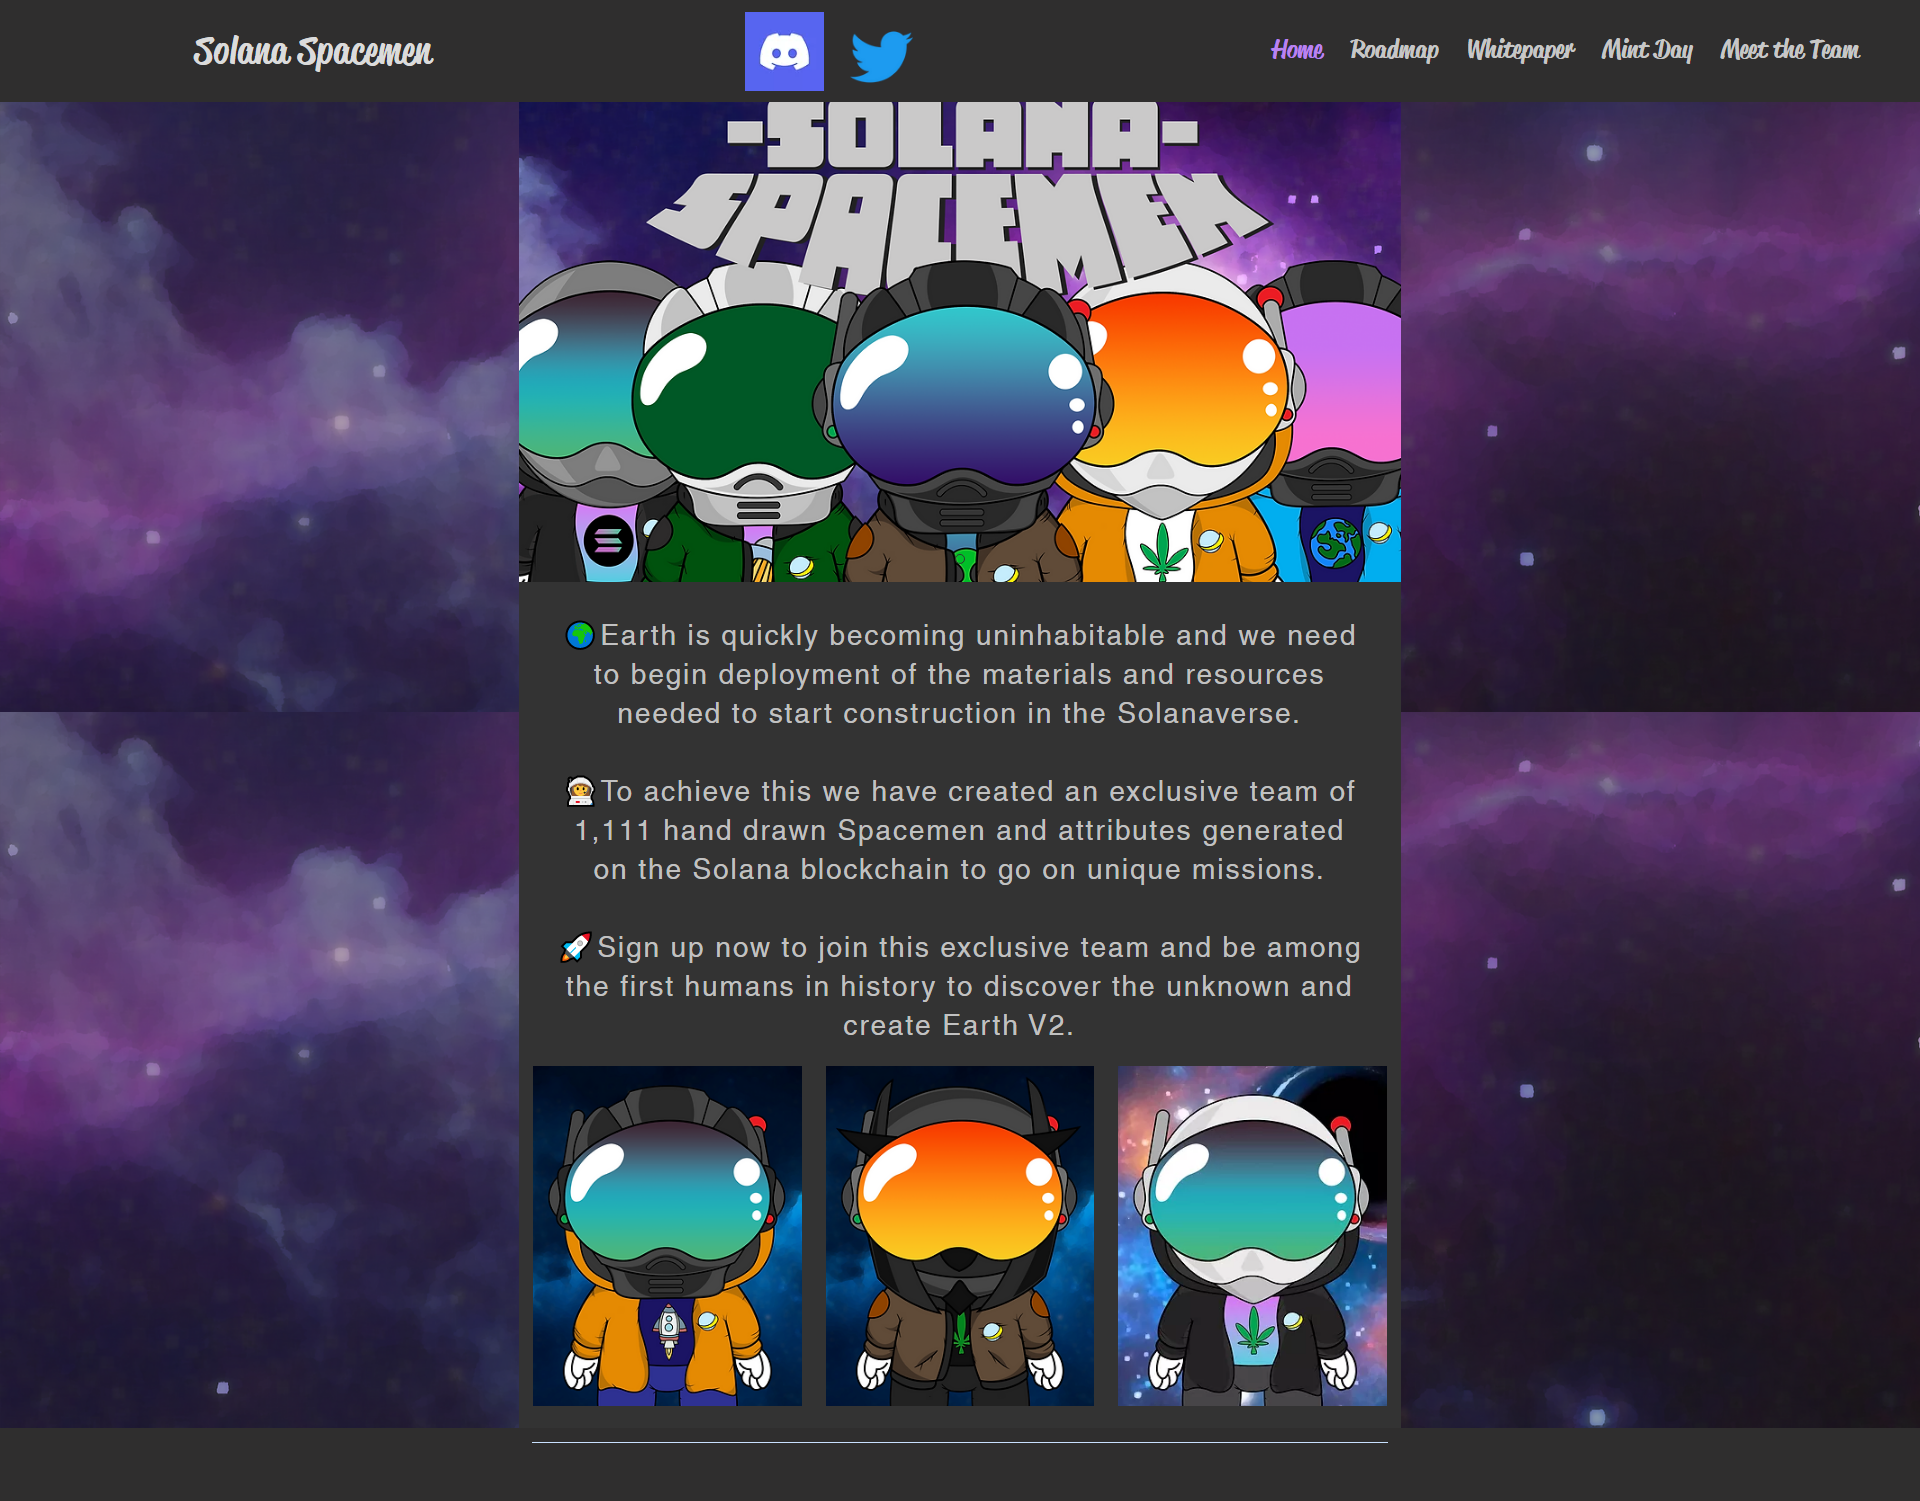 Solana Spacemen
Home Roadmap Whitepaper Mint Day Meet the Team
-SOLANA-
SPACEMEN
🌍Earth is quickly becoming uninhabitable and we need
to begin deployment of the materials and resources
needed to start construction in the Solanaverse.
🧑‍🚀To achieve this we have created an exclusive team of
1,111 hand drawn Spacemen and attributes generated
on the Solana blockchain to go on unique missions.
🚀Sign up now to join this exclusive team and be among
the first humans in history to discover the unknown and
create Earth V2.